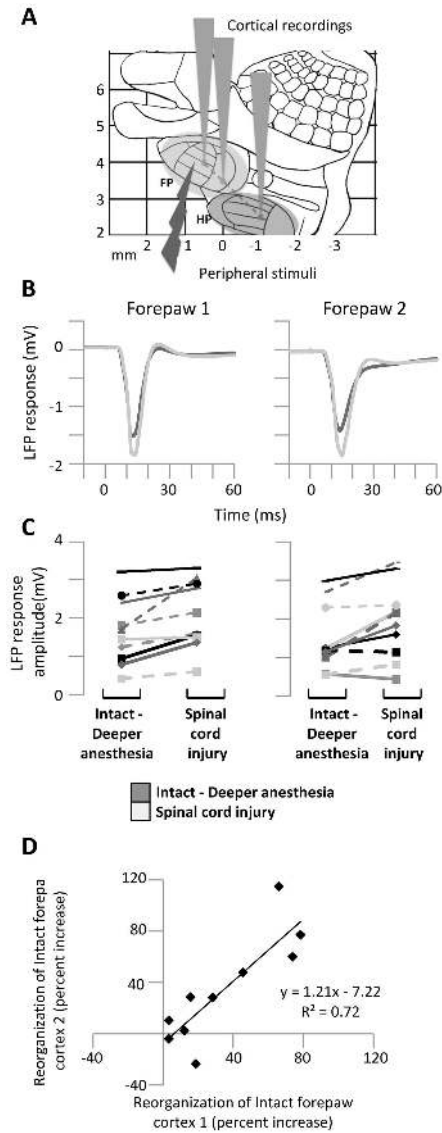 A
Cortical recordings
6
5
4
3
2
FP
HP
mm
2
1
0
-1
-2
-3
Peripheral stimuli
B
Forepaw 1
Forepaw 2
LFP response (mV)
0
-1
-2
0
30
60
0
30
60
Time (ms)
C
LFP response
amplitude(mV)
4
2
0
Intact -
Deeper
anesthesia
Spinal
cord
injury
Intact -
Deeper
anesthesia
Spinal
cord
injury
Intact - Deeper anesthesia
Spinal cord injury
D
Reorganization of Intact forepa
cortex 2 (percent increase)
120
80
40
0
-40
-40
0
40
80
120
y = 1.21x - 7.22
R² = 0.72
Reorganization of Intact forepaw
cortex 1 (percent increase)